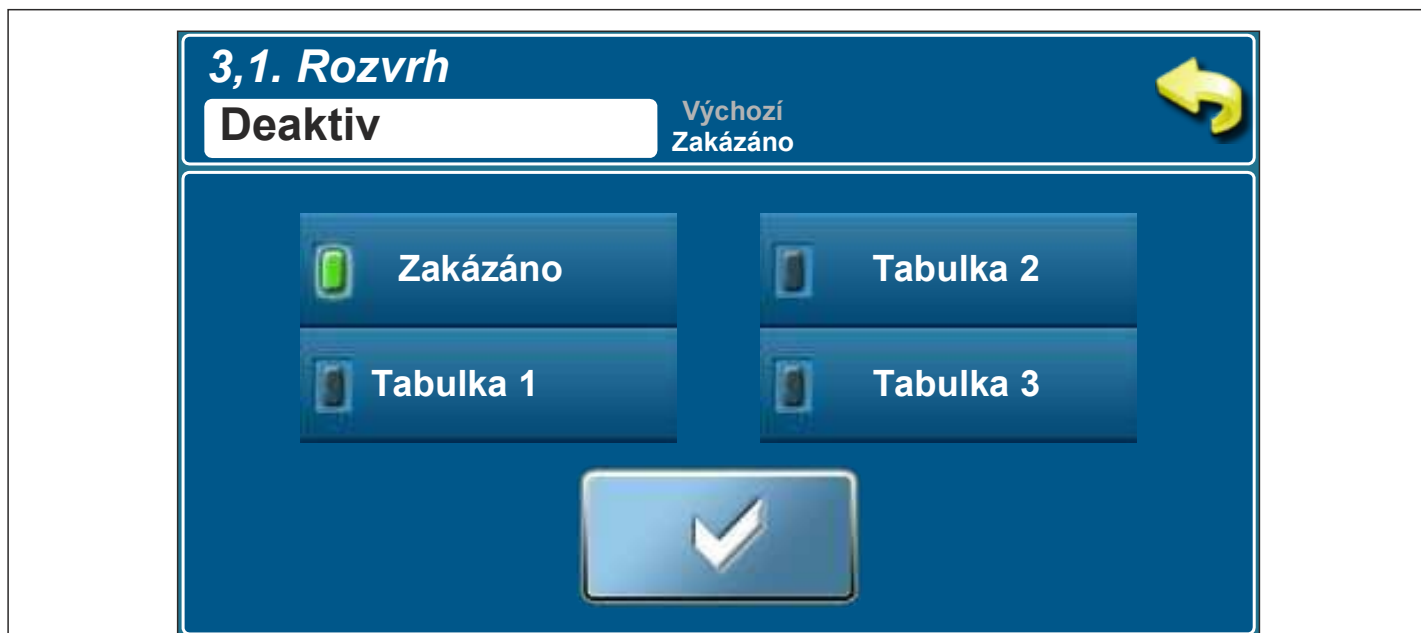 3,1. Rozvrh
Deaktiv
Výchozí
Zakázáno
Zakázáno
Tabulka 2
Tabulka 1
Tabulka 3